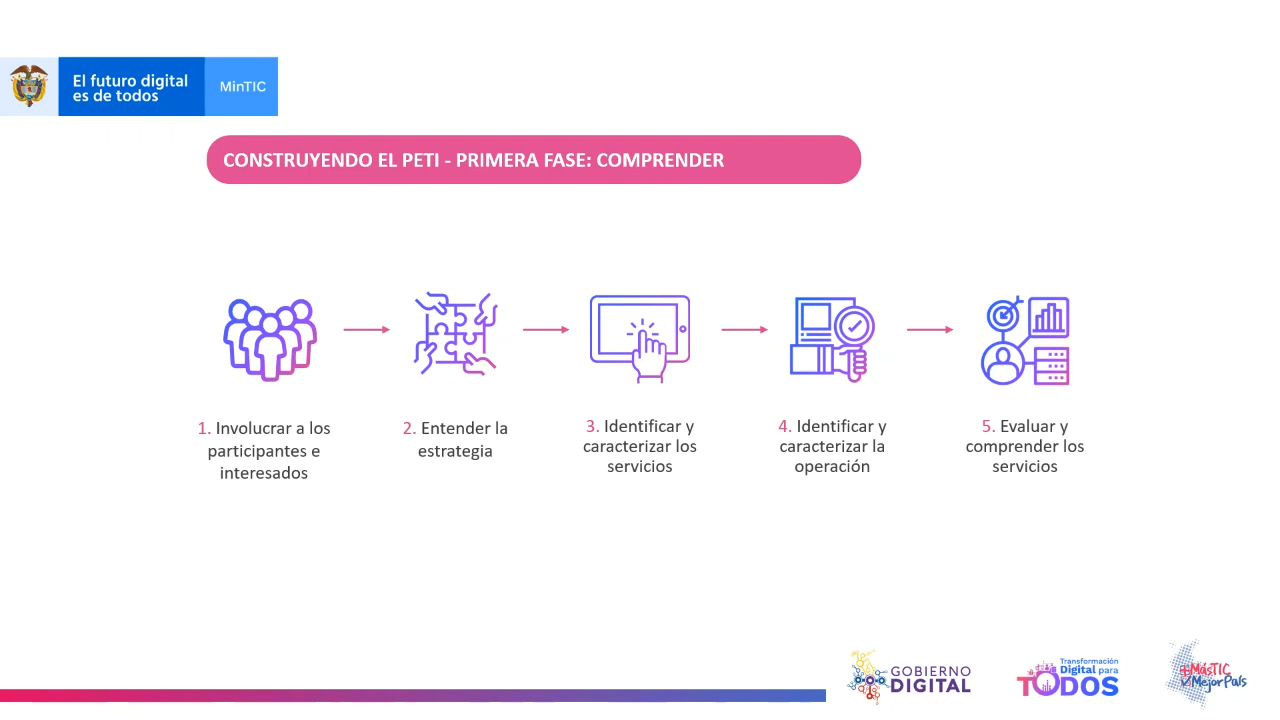 El futuro digital
es de todos
MinTIC
CONSTRUYENDO EL PETI - PRIMERA FASE: COMPRENDER
1. Involucrar a los
participantes e
interesados
2. Entender la
estrategia
3. Identificar y
caracterizar los
servicios
4. Identificar y
caracterizar la
operación
5. Evaluar y
comprender los
servicios
GOBIERNO
DIGITAL
Transformación
Digital para
TODOS
+MásTIC
MejorPaís